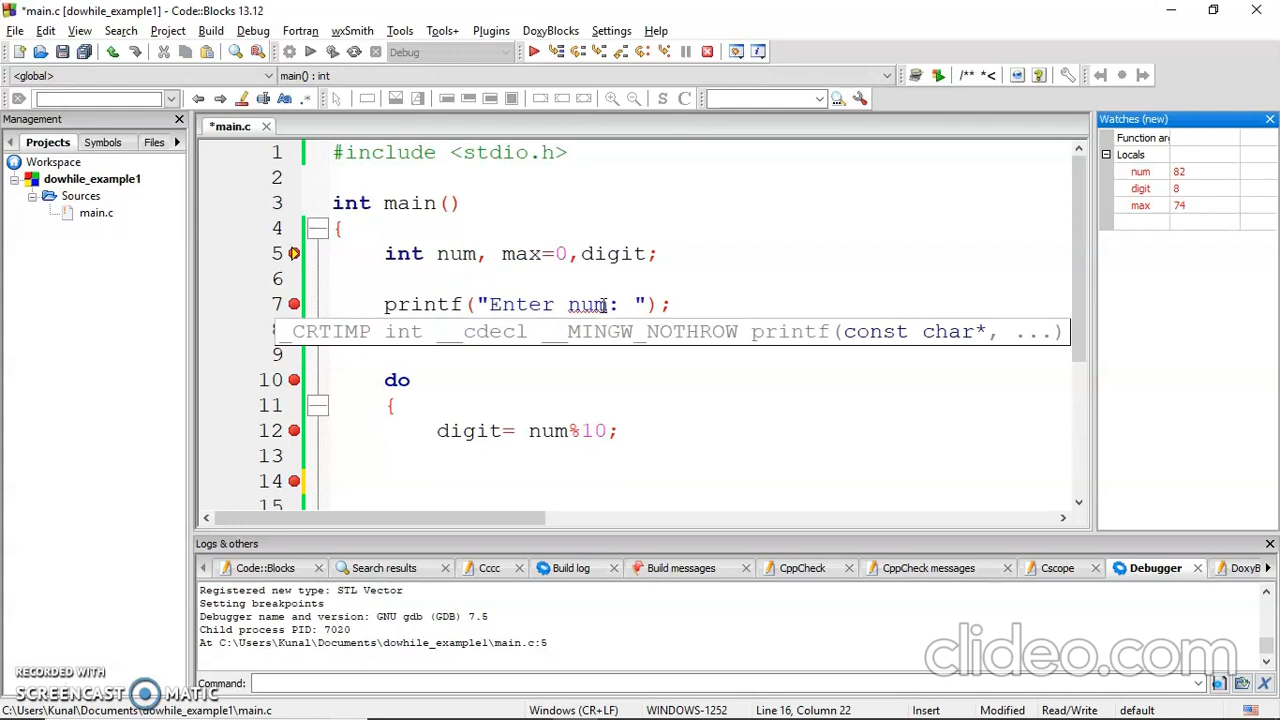 *main.c [dowhile_example1] - Code::Blocks 13.12
File Edit View Search Project Build Debug Fortran wxSmith Tools Tools+ Plugins DoxyBlocks Settings Help
Debug
<global> main() : int /** *<
S C
Management
*main.c
Watches (new)
Projects Symbols Files
Workspace
dowhile_example1
Sources
main.c
1 #include <stdio.h>
2
3 int main()
4 {
5 int num, max=0,digit;
6
7 printf("Enter num: ");
_CRTIMP int __cdecl __MINGW_NOTHROW printf(const char*, ...)
9
10 do
11 {
12 digit= num%10;
13
14
15
Function ar
Locals
num 82
digit 8
max 74
Logs & others
Code::Blocks Search results Cccc Build log Build messages CppCheck CppCheck messages Cscope Debugger DoxyB
Registered new type: STL Vector
Setting breakpoints
Debugger name and version: GNU gdb (GDB) 7.5
Child process PID: 7020
At C:\Users\Kunal\Documents\dowhile_example1\main.c:5
Command:
clideo.com
RECORDED WITH
SCREENCAST MATIC
C:\Users\Kunal\Documents\dowhile_example1\main.c Windows (CR+LF) WINDOWS-1252 Line 16, Column 22 Insert Modified Read/Write default